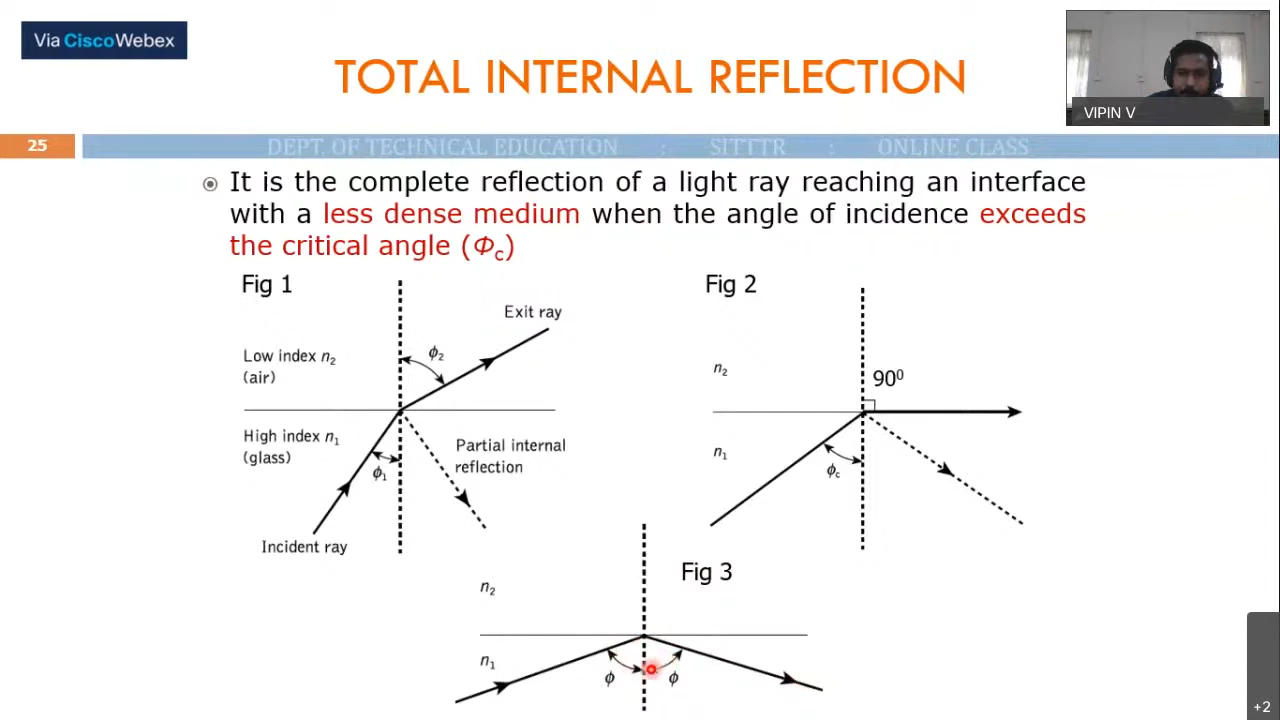 Via CiscoWebex
TOTAL INTERNAL REFLECTION
VIPIN V
25
DEPT. OF TECHNICAL EDUCATION : SITTTR : ONLINE CLASS
It is the complete reflection of a light ray reaching an interface
with a less dense medium when the angle of incidence exceeds
the critical angle (Φc)
Fig 1
Exit ray
ϕ2
Low index n2
(air)
High index n1
(glass)
Partial internal
reflection
ϕ1
Incident ray
Fig 2
n2
90⁰
n1
ϕc
Fig 3
n2
n1
ϕ ϕ
+2